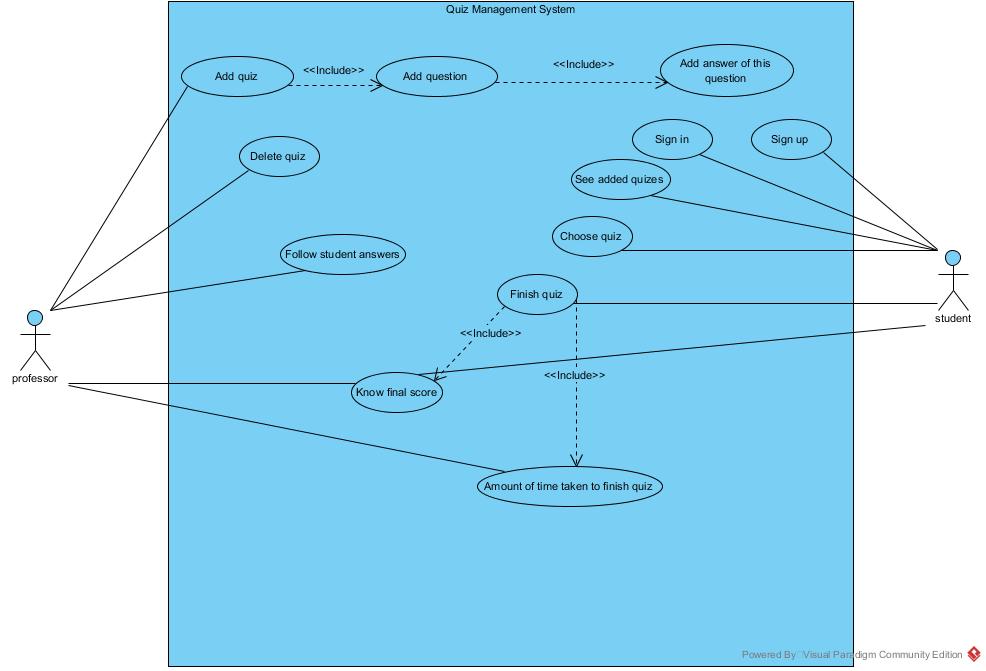 Quiz Management System
Add quiz
<<Include>>
Add question
<<Include>>
Add answer of this
question
Sign in
Sign up
Delete quiz
See added quizes
Choose quiz
Follow student answers
Finish quiz
student
<<Include>>
professor
<<Include>>
Know final score
Amount of time taken to finish quiz
Powered By Visual Paradigm Community Edition